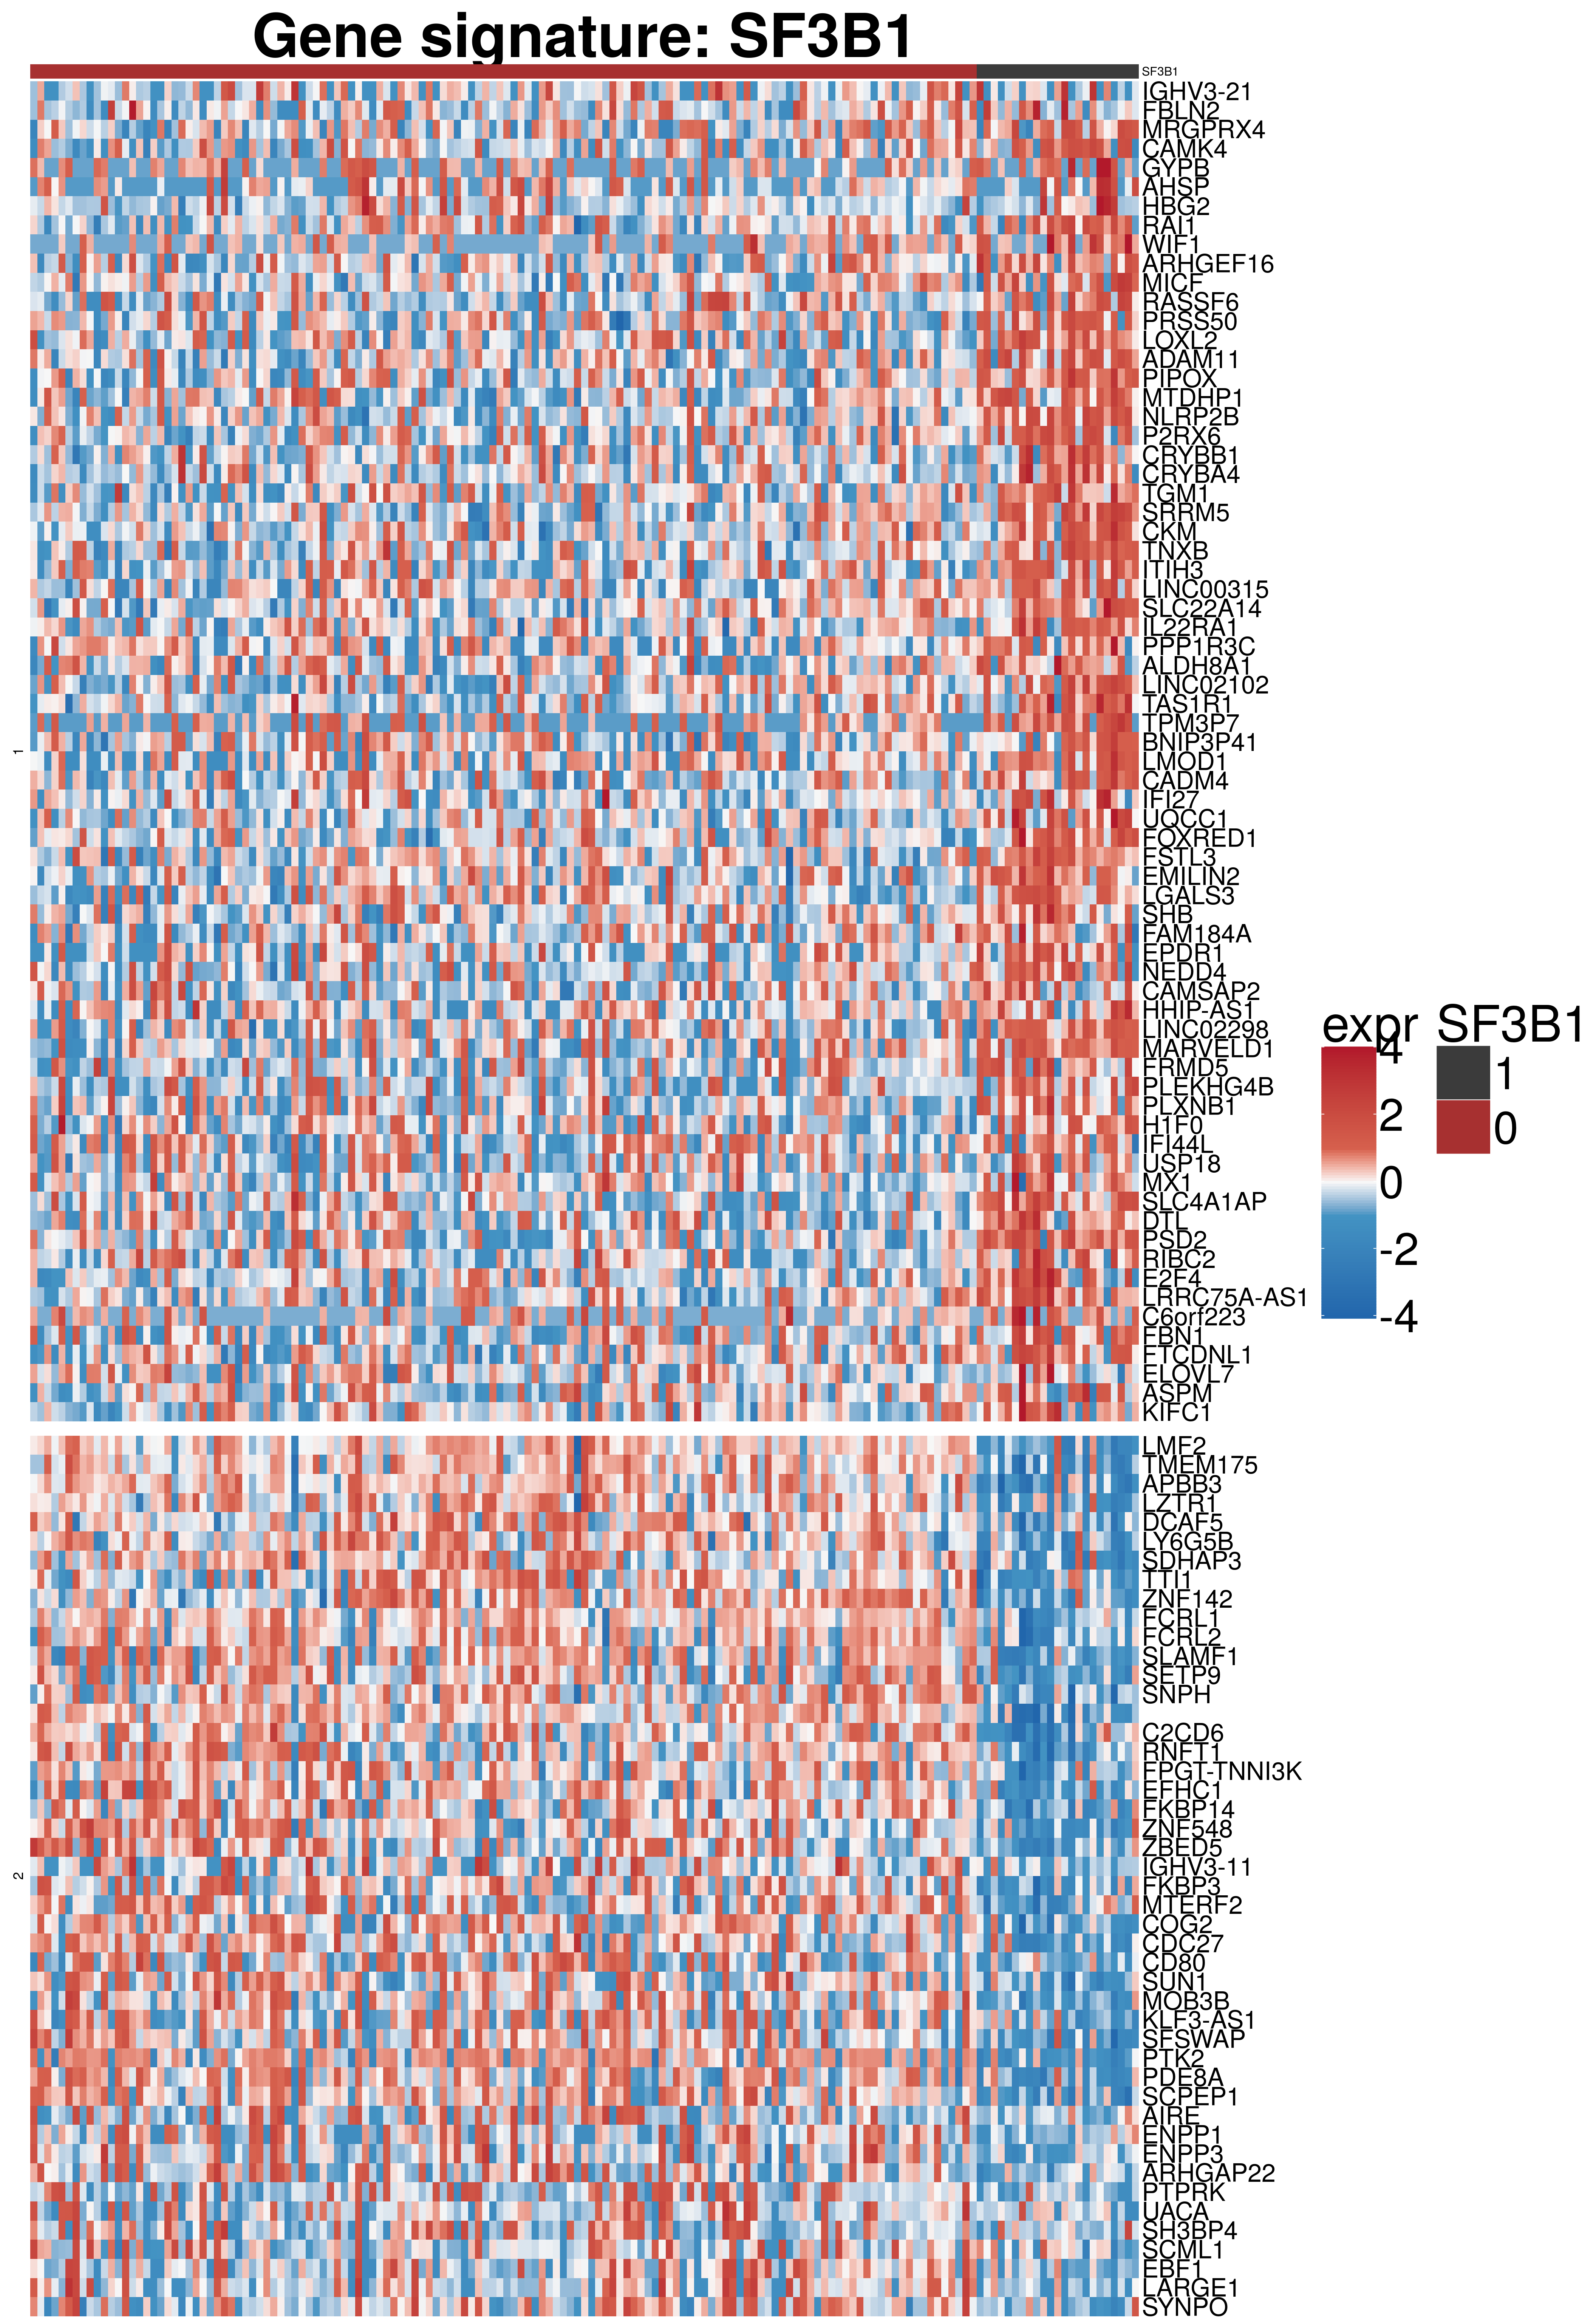 Gene signature: SF3B1
SF3B1
IGHV3-21
FBLN2
MRGPRX4
CAMK4
GYPB
AHSP
HBG2
RAI1
WIF1
ARHGEF16
MICF
RASSF6
PRSS50
LOXL2
ADAM11
PIPOX
MTDHP1
NLRP2B
P2RX6
CRYBB1
CRYBA4
TGM1
SRRM5
CKM
TNXB
ITIH3
LINC00315
SLC22A14
IL22RA1
PPP1R3C
ALDH8A1
LINC02102
TAS1R1
TPM3P7
1
BNIP3P41
LMOD1
CADM4
IFI27
UQCC1
FOXRED1
FSTL3
EMILIN2
LGALS3
SHB
FAM184A
EPDR1
NEDD4
CAMSAP2
HHIP-AS1
LINC02298
MARVELD1
FRMD5
PLEKHG4B
PLXNB1
H1F0
IFI44L
USP18
MX1
SLC4A1AP
DTL
PSD2
RIBC2
E2F4
LRRC75A-AS1
C6orf223
FBN1
FTCDNL1
ELOVL7
ASPM
KIFC1
LMF2
TMEM175
APBB3
LZTR1
DCAF5
LY6G5B
SDHAP3
TTI1
ZNF142
FCRL1
FCRL2
SLAMF1
SETP9
SNPH
C2CD6
RNFT1
FPGT-TNNI3K
EFHC1
FKBP14
ZNF548
ZBED5
2
IGHV3-11
FKBP3
MTERF2
COG2
CDC27
CD80
SUN1
MOB3B
KLF3-AS1
SFSWAP
PTK2
PDE8A
SCPEP1
AIRE
ENPP1
ENPP3
ARHGAP22
PTPRK
UACA
SH3BP4
SCML1
EBF1
LARGE1
SYNPO
expr
4
2
0
-2
-4
SF3B1
1
0